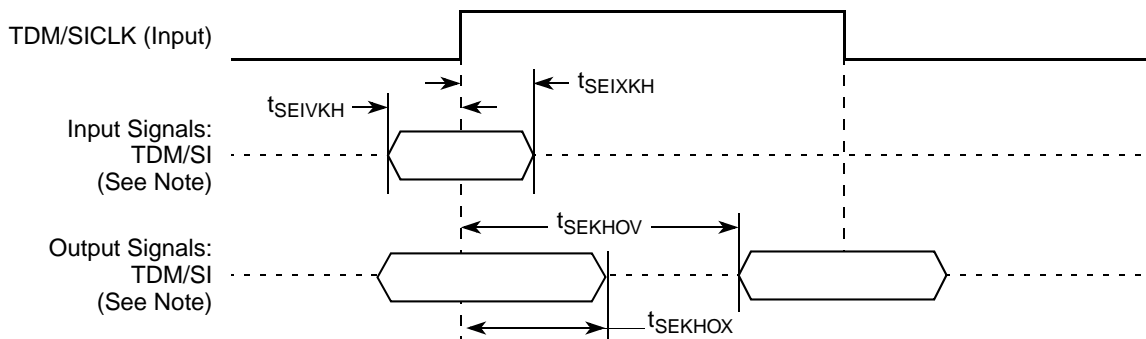 TDM/SICLK (Input)
tSEIXKH
tSEIVKH
Input Signals:
TDM/SI
(See Note)
tSEKHOV
Output Signals:
TDM/SI
(See Note)
tSEKHOX